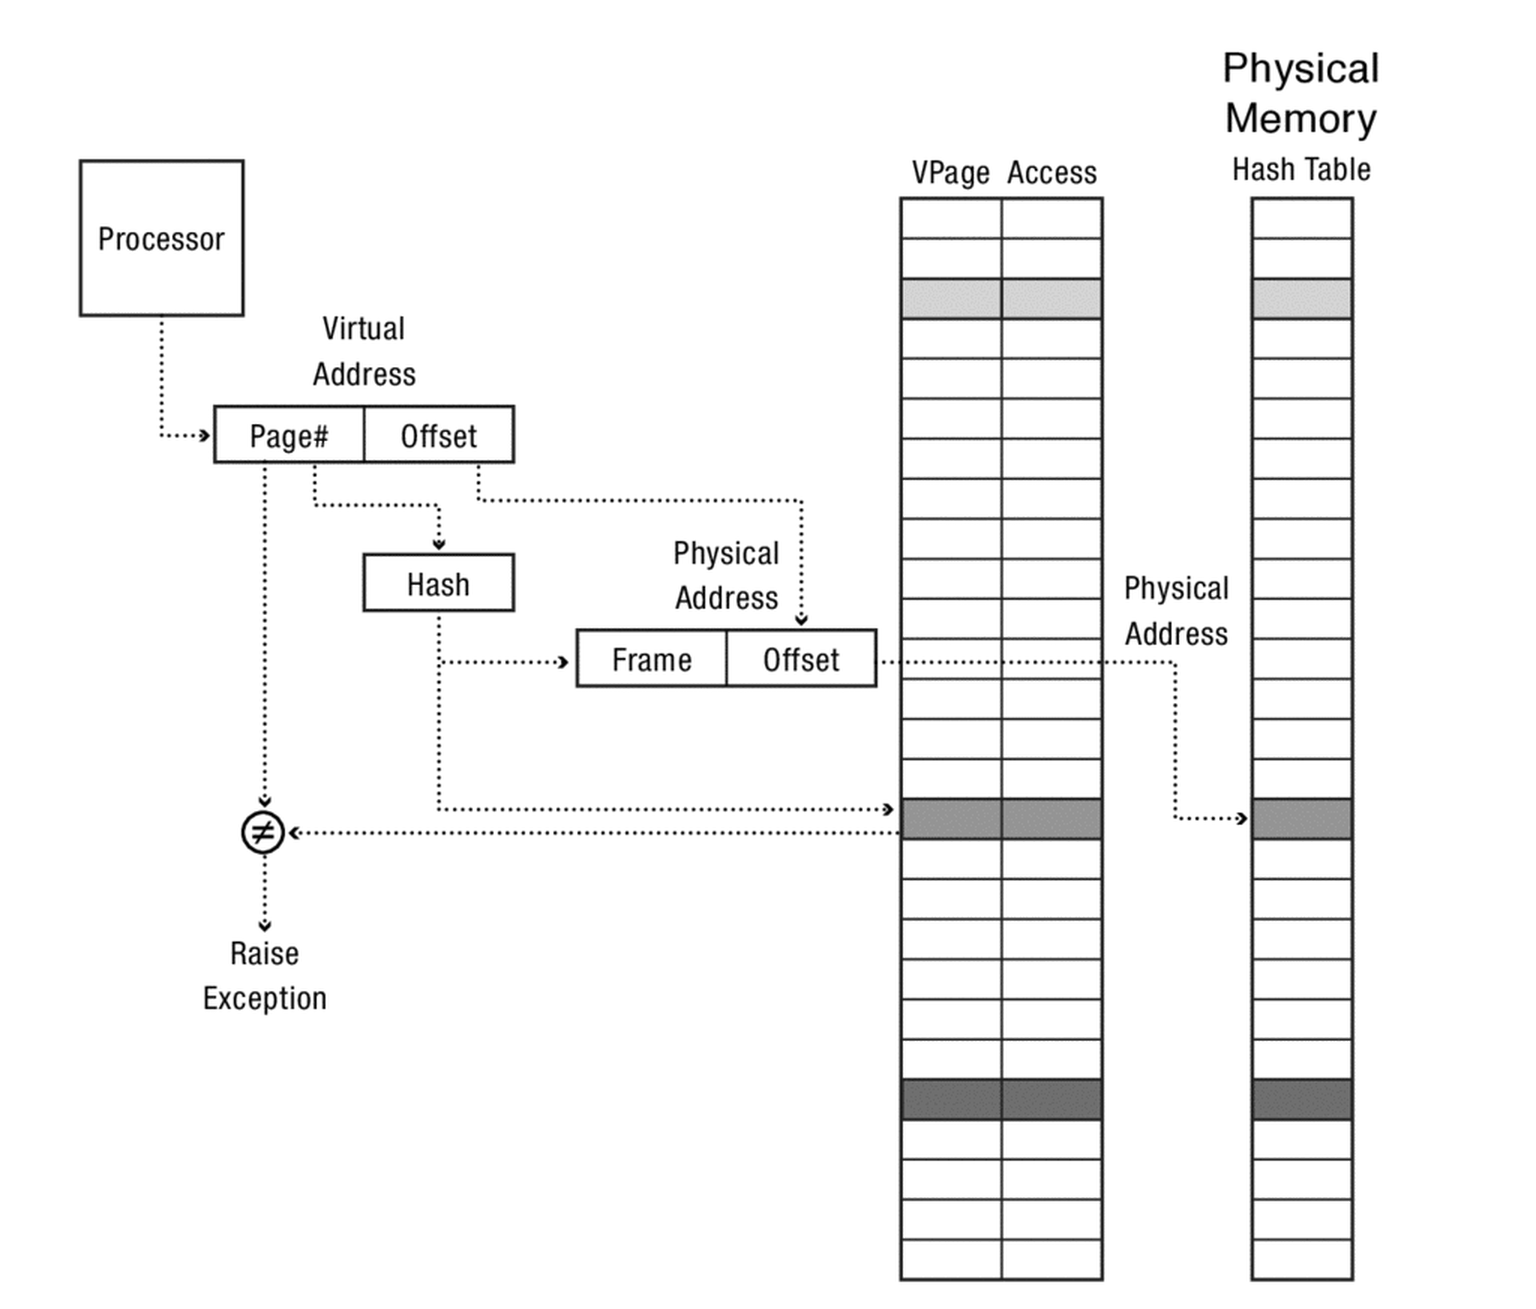 Physical
Memory
VPage Access
Hash Table
Processor
Virtual
Address
Page# Offset
Hash
Physical
Address
Frame Offset
Physical
Address
≠
Raise
Exception